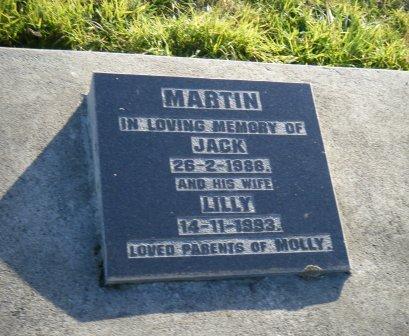 MARTIN
IN LOVING MEMORY OF
JACK
26-2-1986.
AND HIS WIFE
LILLY.
14-11-1993.
LOVED PARENTS OF MOLLY.